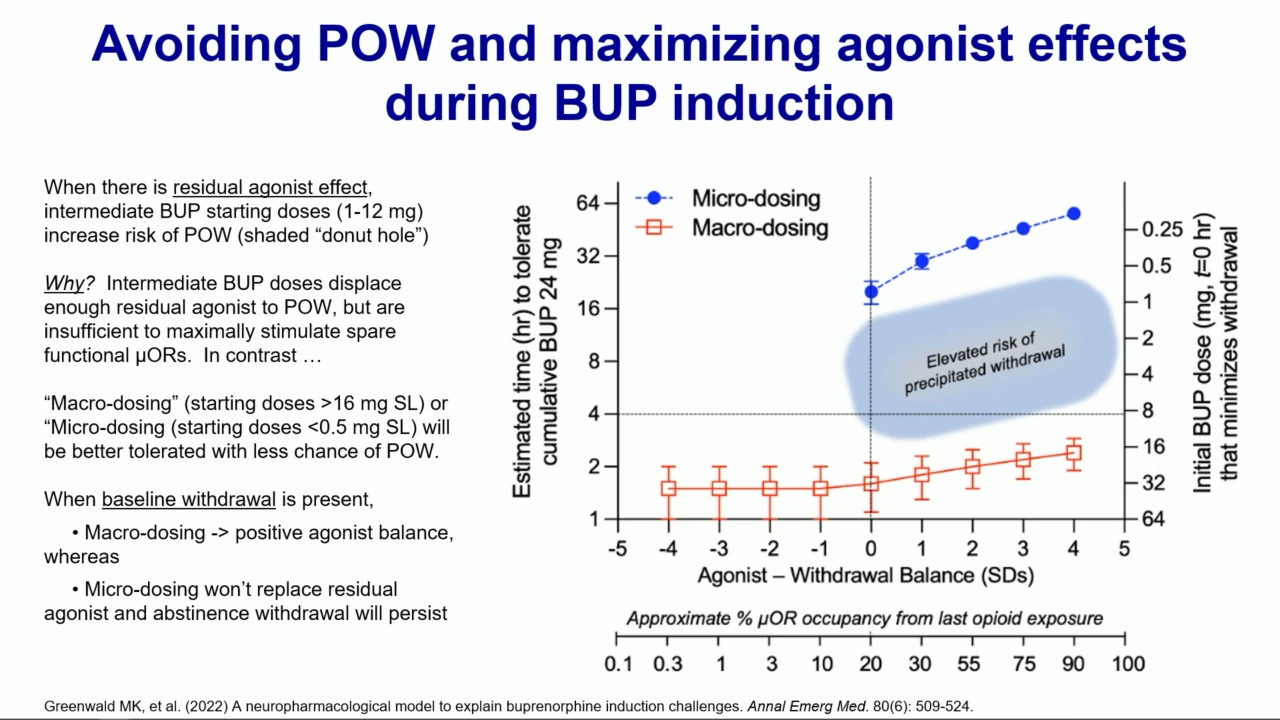 Avoiding POW and maximizing agonist effects
during BUP induction
When there is residual agonist effect,
intermediate BUP starting doses (1-12 mg)
increase risk of POW (shaded “donut hole”)
Why?  Intermediate BUP doses displace
enough residual agonist to POW, but are
insufficient to maximally stimulate spare
functional µORs.  In contrast …
“Macro-dosing” (starting doses >16 mg SL) or
“Micro-dosing (starting doses <0.5 mg SL) will
be better tolerated with less chance of POW.
When baseline withdrawal is present,
• Macro-dosing -> positive agonist balance,
whereas
• Micro-dosing won’t replace residual
agonist and abstinence withdrawal will persist
Estimated time (hr) to tolerate
cumulative BUP 24 mg
64
32
16
8
4
2
1
Micro-dosing
Macro-dosing
Elevated risk of
precipitated withdrawal
0.25
0.5
1
2
4
8
16
32
64
Initial BUP dose (mg, t=0 hr)
that minimizes withdrawal
-5 -4 -3 -2 -1 0 1 2 3 4 5
Agonist – Withdrawal Balance (SDs)
Approximate % µOR occupancy from last opioid exposure
0.1 0.3 1 3 10 20 30 55 75 90 100
Greenwald MK, et al. (2022) A neuropharmacological model to explain buprenorphine induction challenges. Annal Emerg Med. 80(6): 509-524.